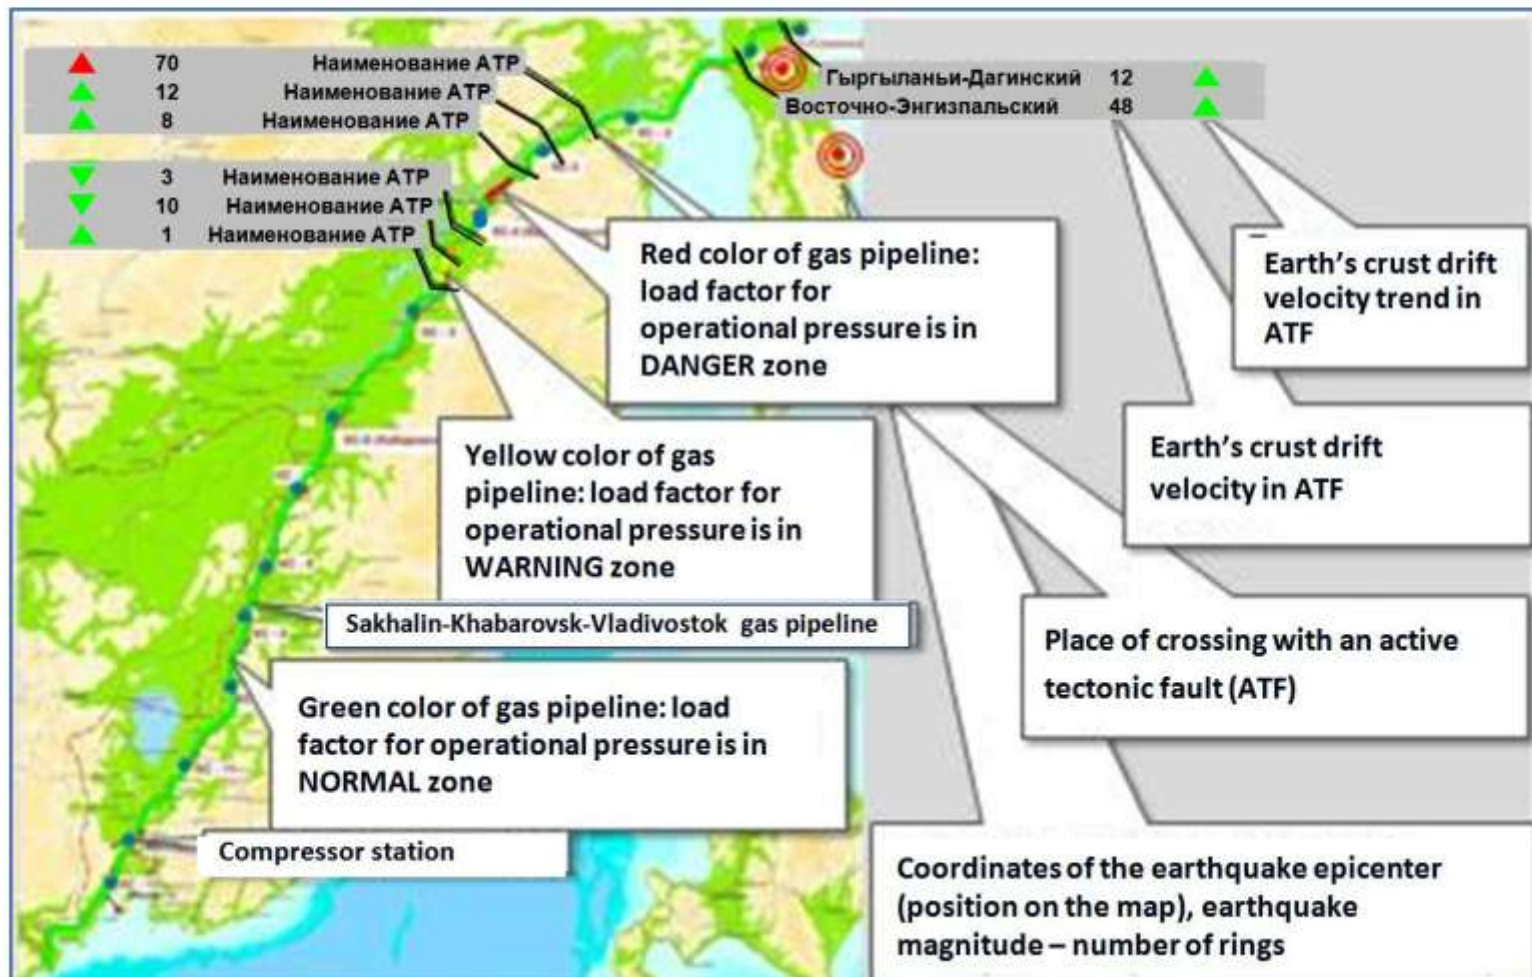 70 Наименование АТР
12 Наименование АТР
8 Наименование АТР
3 Наименование АТР
10 Наименование АТР
1 Наименование АТР
Гыргыланьи-Дагинский 12
Восточно-Энгизпальский 48
Red color of gas pipeline:
load factor for
operational pressure is in
DANGER zone
Earth's crust drift
velocity trend in
ATF
Yellow color of gas
pipeline: load factor for
operational pressure is in
WARNING zone
Earth's crust drift
velocity in ATF
Sakhalin-Khabarovsk-Vladivostok gas pipeline
Place of crossing with an active
tectonic fault (ATF)
Green color of gas pipeline: load
factor for operational pressure is in
NORMAL zone
Compressor station
Coordinates of the earthquake epicenter
(position on the map), earthquake
magnitude – number of rings